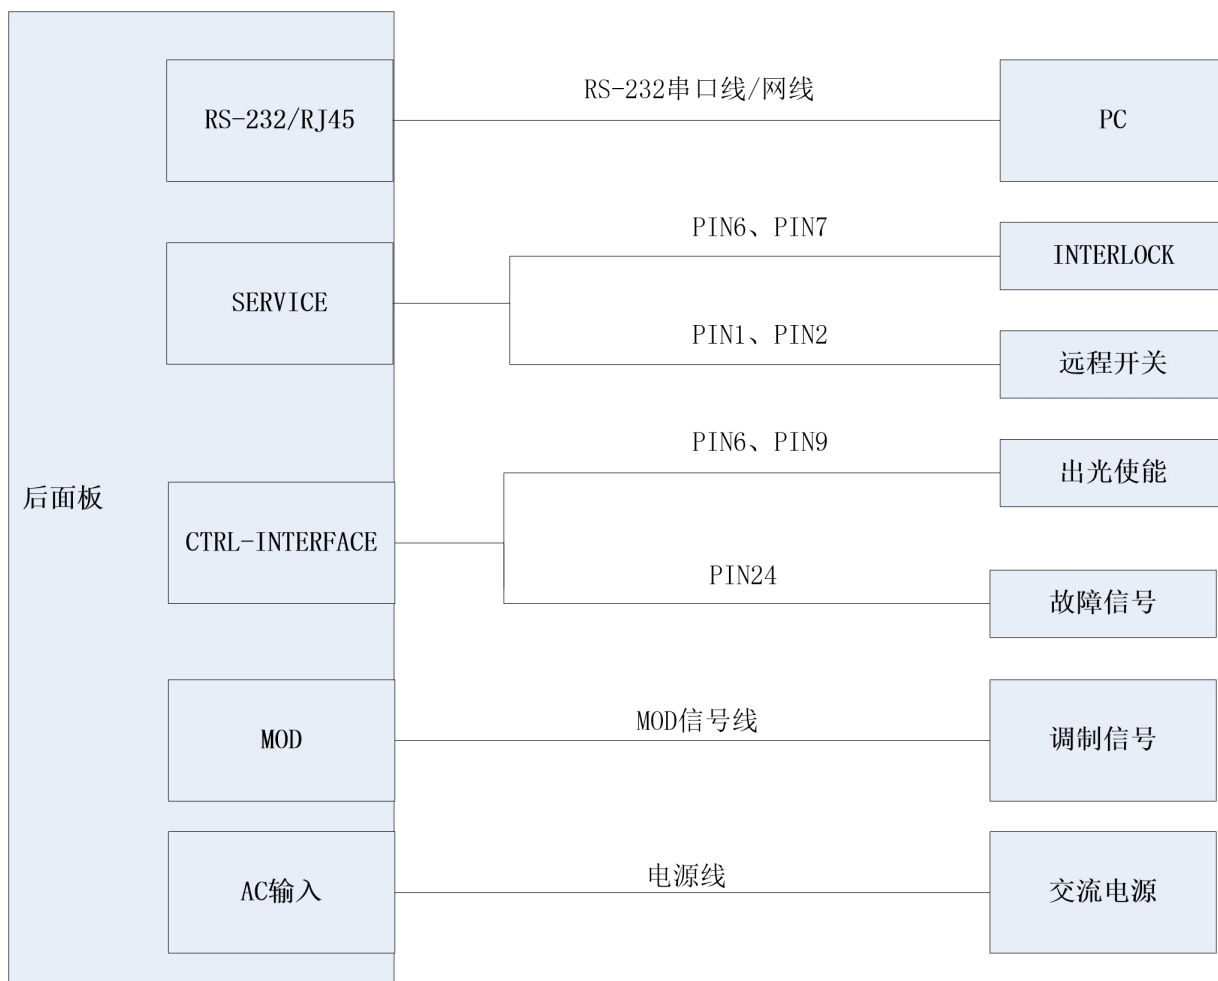 RS-232/RJ45
RS-232串口线/网线
PC
SERVICE
PIN6、PIN7
INTERLOCK
PIN1、PIN2
远程开关
后面板
CTRL-INTERFACE
PIN6、PIN9
出光使能
PIN24
故障信号
MOD
MOD信号线
调制信号
AC输入
电源线
交流电源